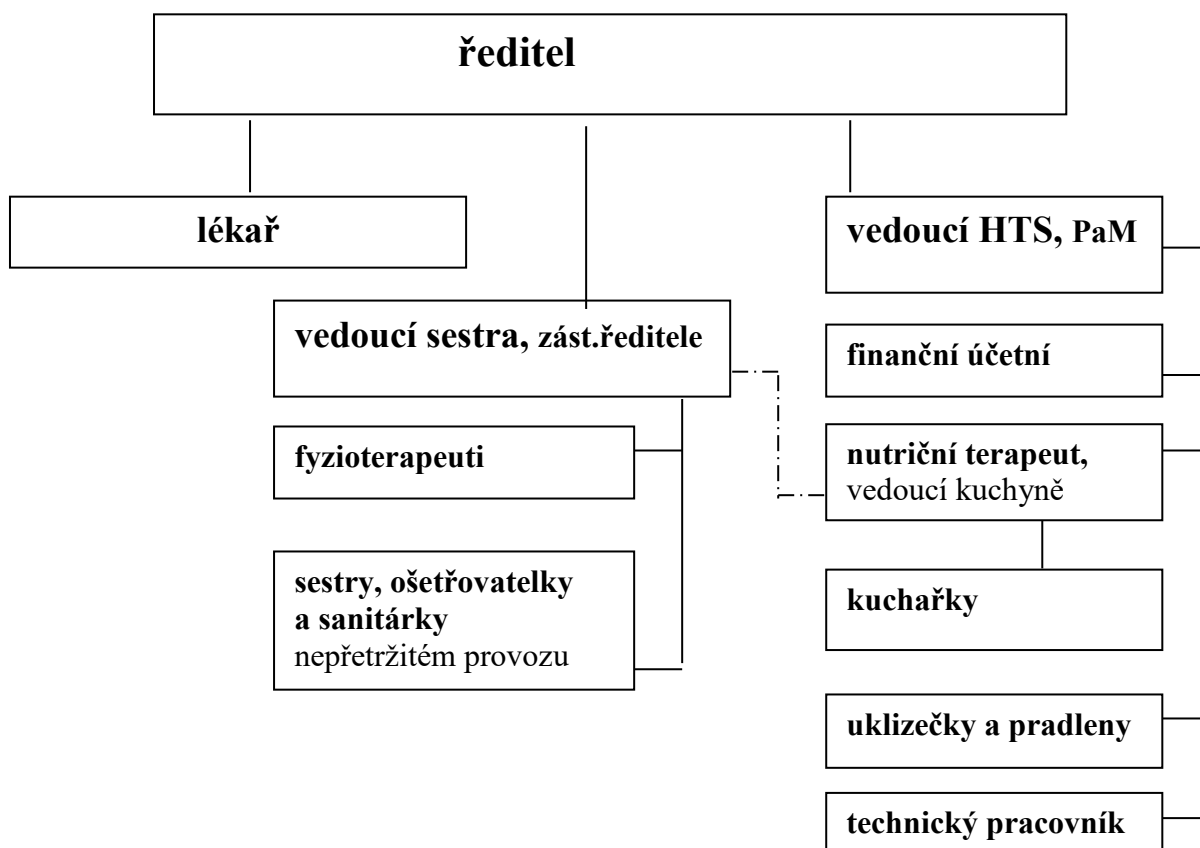 ředitel
lékař
vedoucí HTS, PaM
vedoucí sestra, zást.ředitele
finanční účetní
fyzioterapeuti
nutriční terapeut,
vedoucí kuchyně
sestry, ošetřovatelky
a sanitárky
nepřetržitém provozu
kuchařky
uklizečky a pradleny
technický pracovník